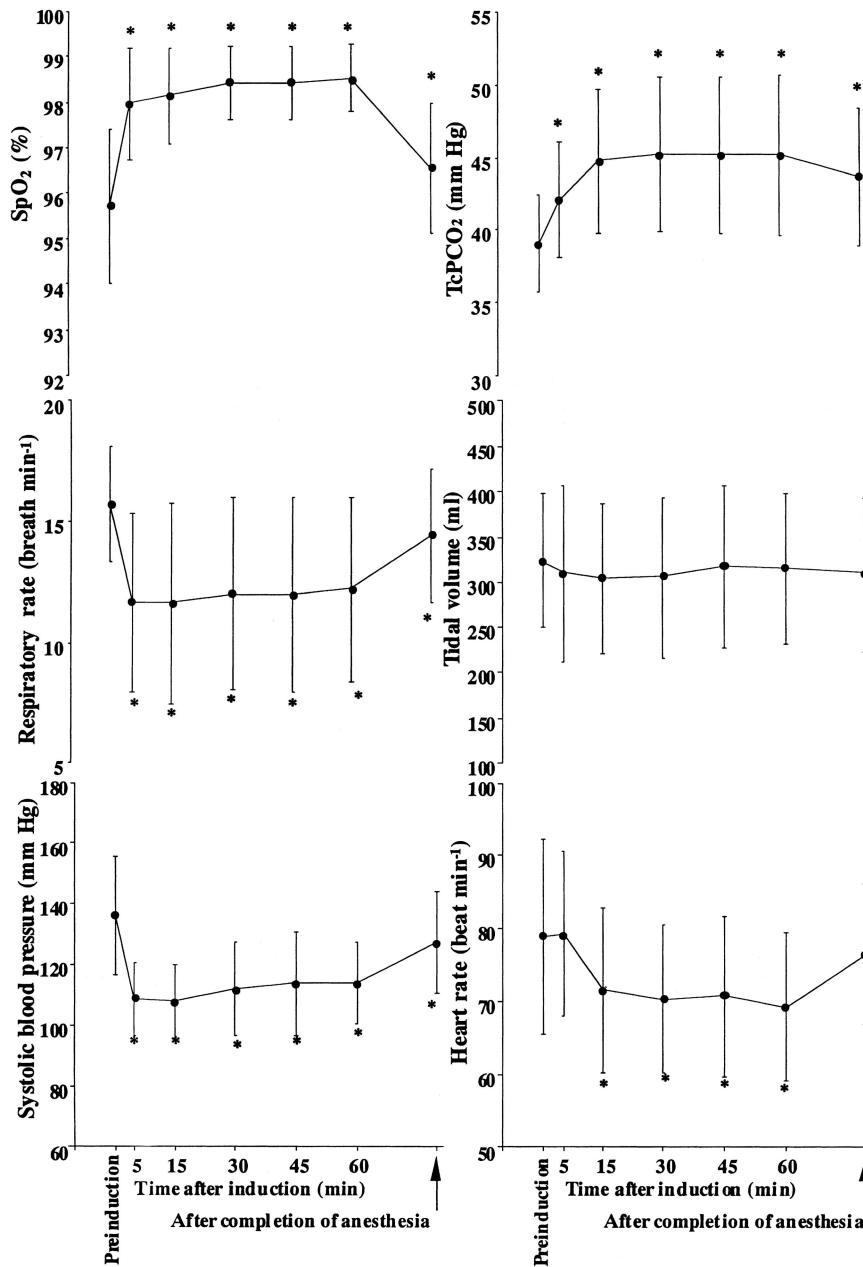 SpO₂ (%)
100
99
98
97
96
95
94
93
92
* * * * * *
TcPCO₂ (mm Hg)
55
50
45
40
35
30
* * * * * *
Respiratory rate (breath min⁻¹)
20
15
10
5
* * * * * *
Tidal volume (ml)
500
450
400
350
300
250
200
150
100
Systolic blood pressure (mm Hg)
180
160
140
120
100
80
60
* * * * * *
Preinduction 5 15 30 45 60
Time after induction (min)
After completion of anesthesia
Heart rate (beat min⁻¹)
100
90
80
70
60
50
* * * *
Preinduction 5 15 30 45 60
Time after induction (min)
After completion of anesthesia